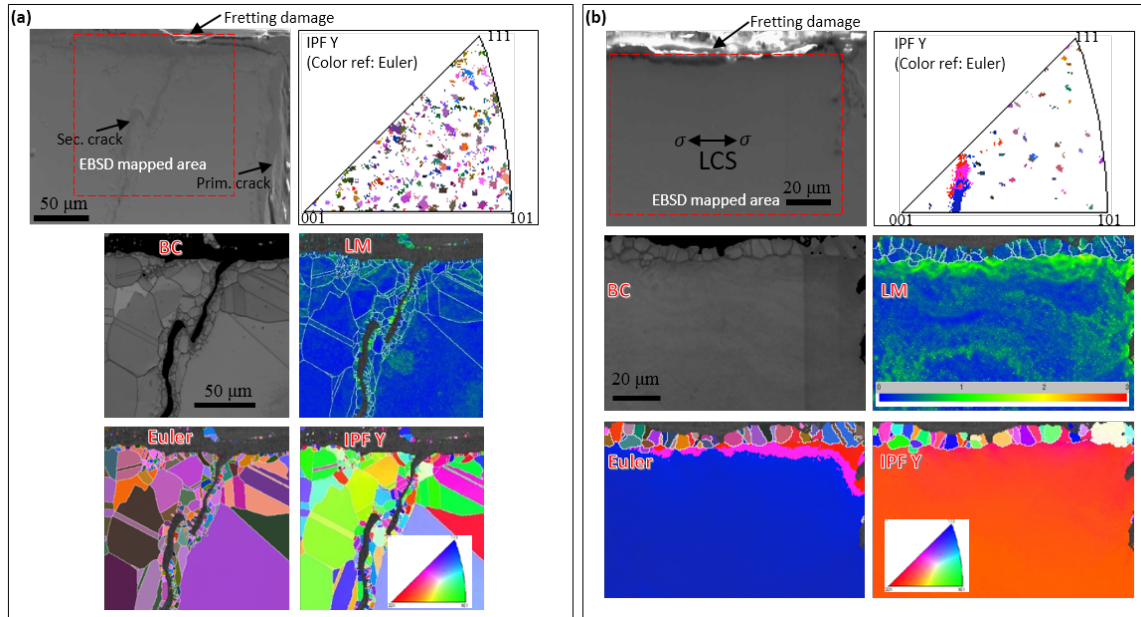 (a)
Fretting damage
Sec. crack
EBSD mapped area
Prim. crack
50 μm
IPF Y
(Color ref: Euler)
111
001
101
BC
50 μm
LM
Euler
IPF Y
(b)
Fretting damage
σ σ
LCS
EBSD mapped area
20 μm
IPF Y
(Color ref: Euler)
111
001
101
BC
20 μm
LM
0 1 2 3
Euler
IPF Y